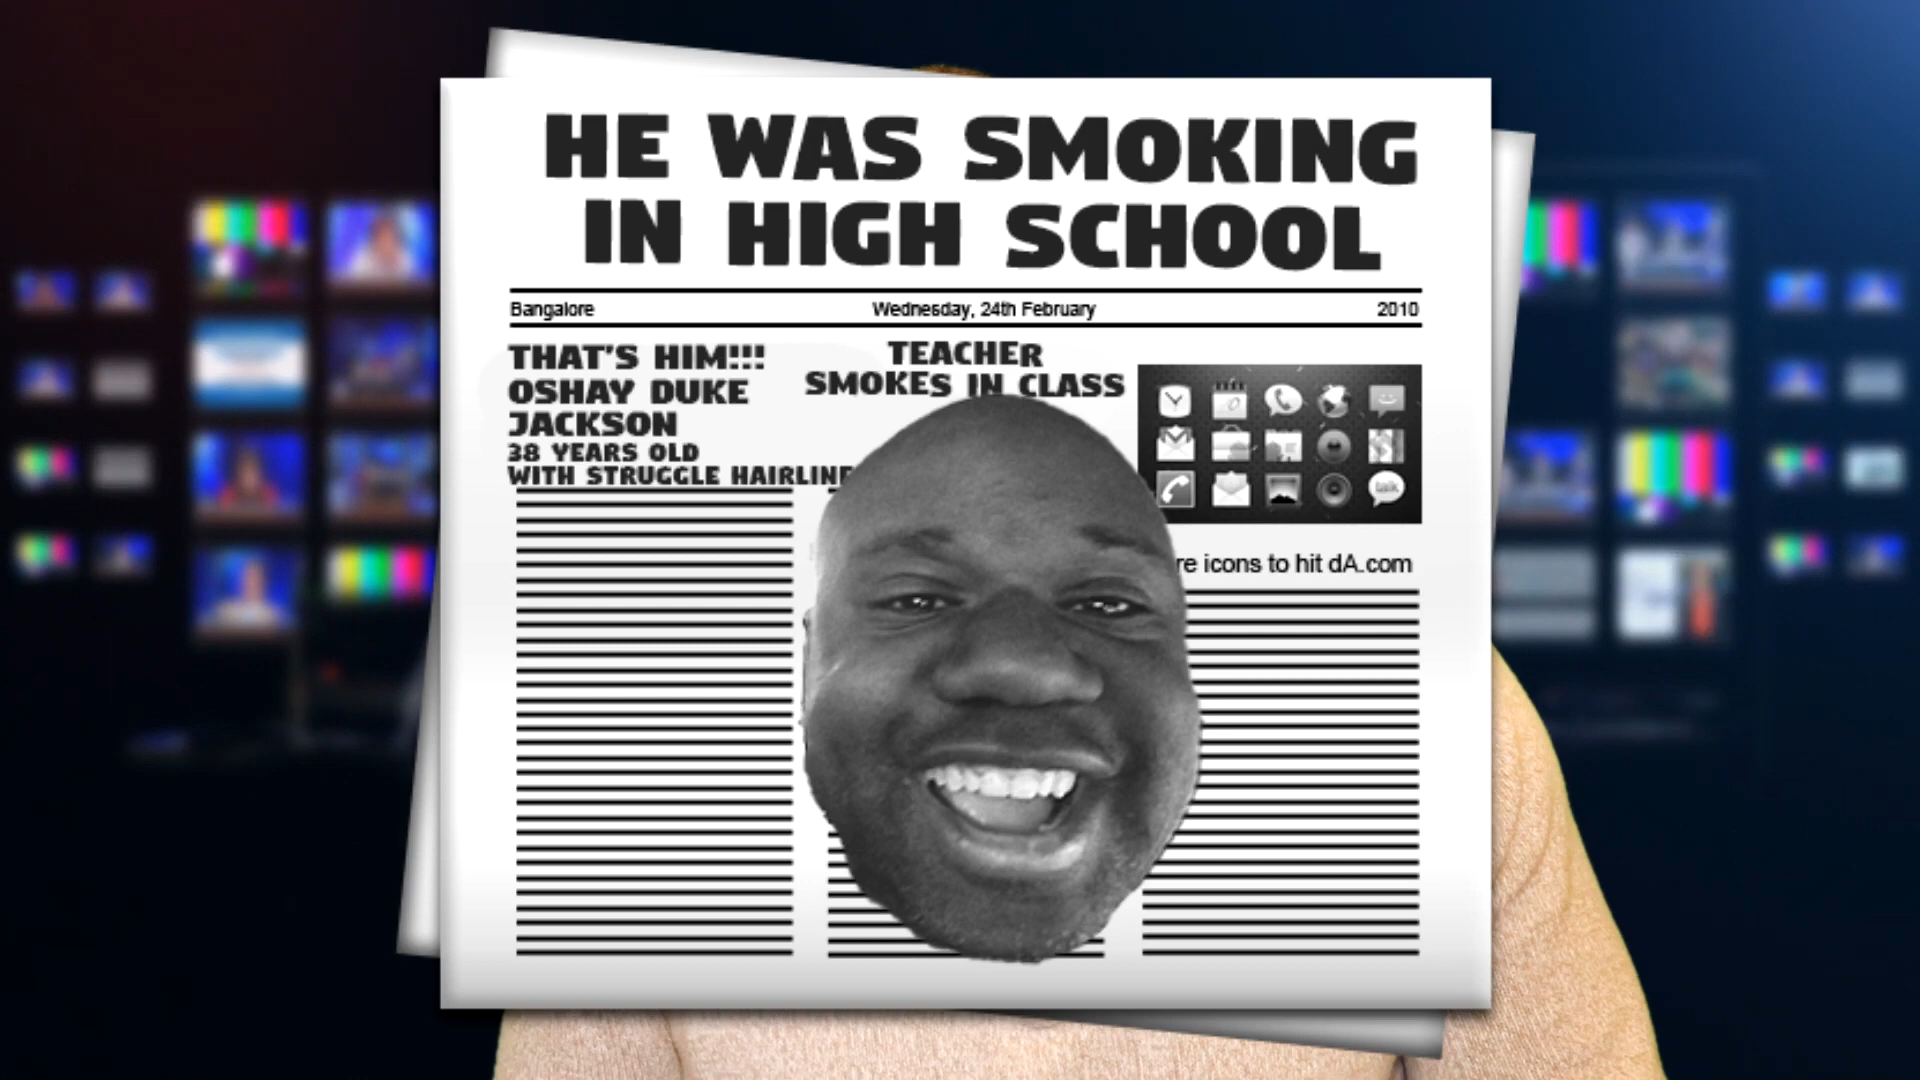 HE WAS SMOKING
IN HIGH SCHOOL
Bangalore Wednesday, 24th February 2010
THAT'S HIM!!!
OSHAY DUKE
JACKSON
38 YEARS OLD
WITH STRUGGLE HAIRLINE
TEACHER
SMOKES IN CLASS
talk
icons to hit dA.com